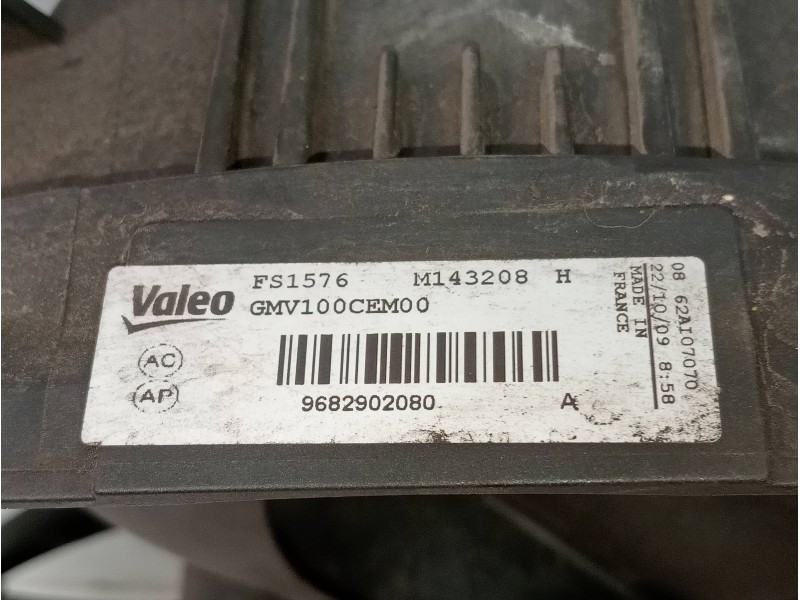 FS1576 M143208 H
Valeo GMV100CEM00
AC
AP
9682902080 A
MADE IN
FRANCE
22/10/09 8:58
08 62AI07070